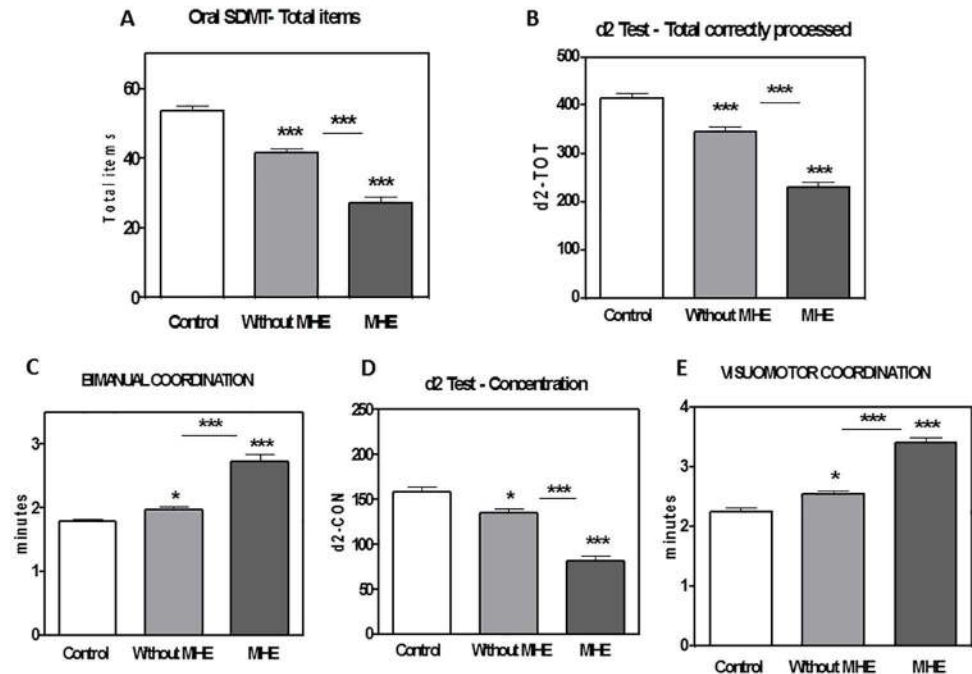 A
Oral SDMT- Total items
Total items
60
40
20
0
***
***
***
Control
Without MHE
MHE
B
d2 Test - Total correctly processed
d2-TOT
500
400
300
200
100
0
***
***
***
Control
Without MHE
MHE
C
BIMANUAL COORDINATION
minutes
3
2
1
0
*
***
***
Control
Without MHE
MHE
D
d2 Test - Concentration
d2-CON
250
200
150
100
50
0
*
***
***
Control
Without MHE
MHE
E
VISUOMOTOR COORDINATION
minutes
4
3
2
1
0
*
***
***
Control
Without MHE
MHE